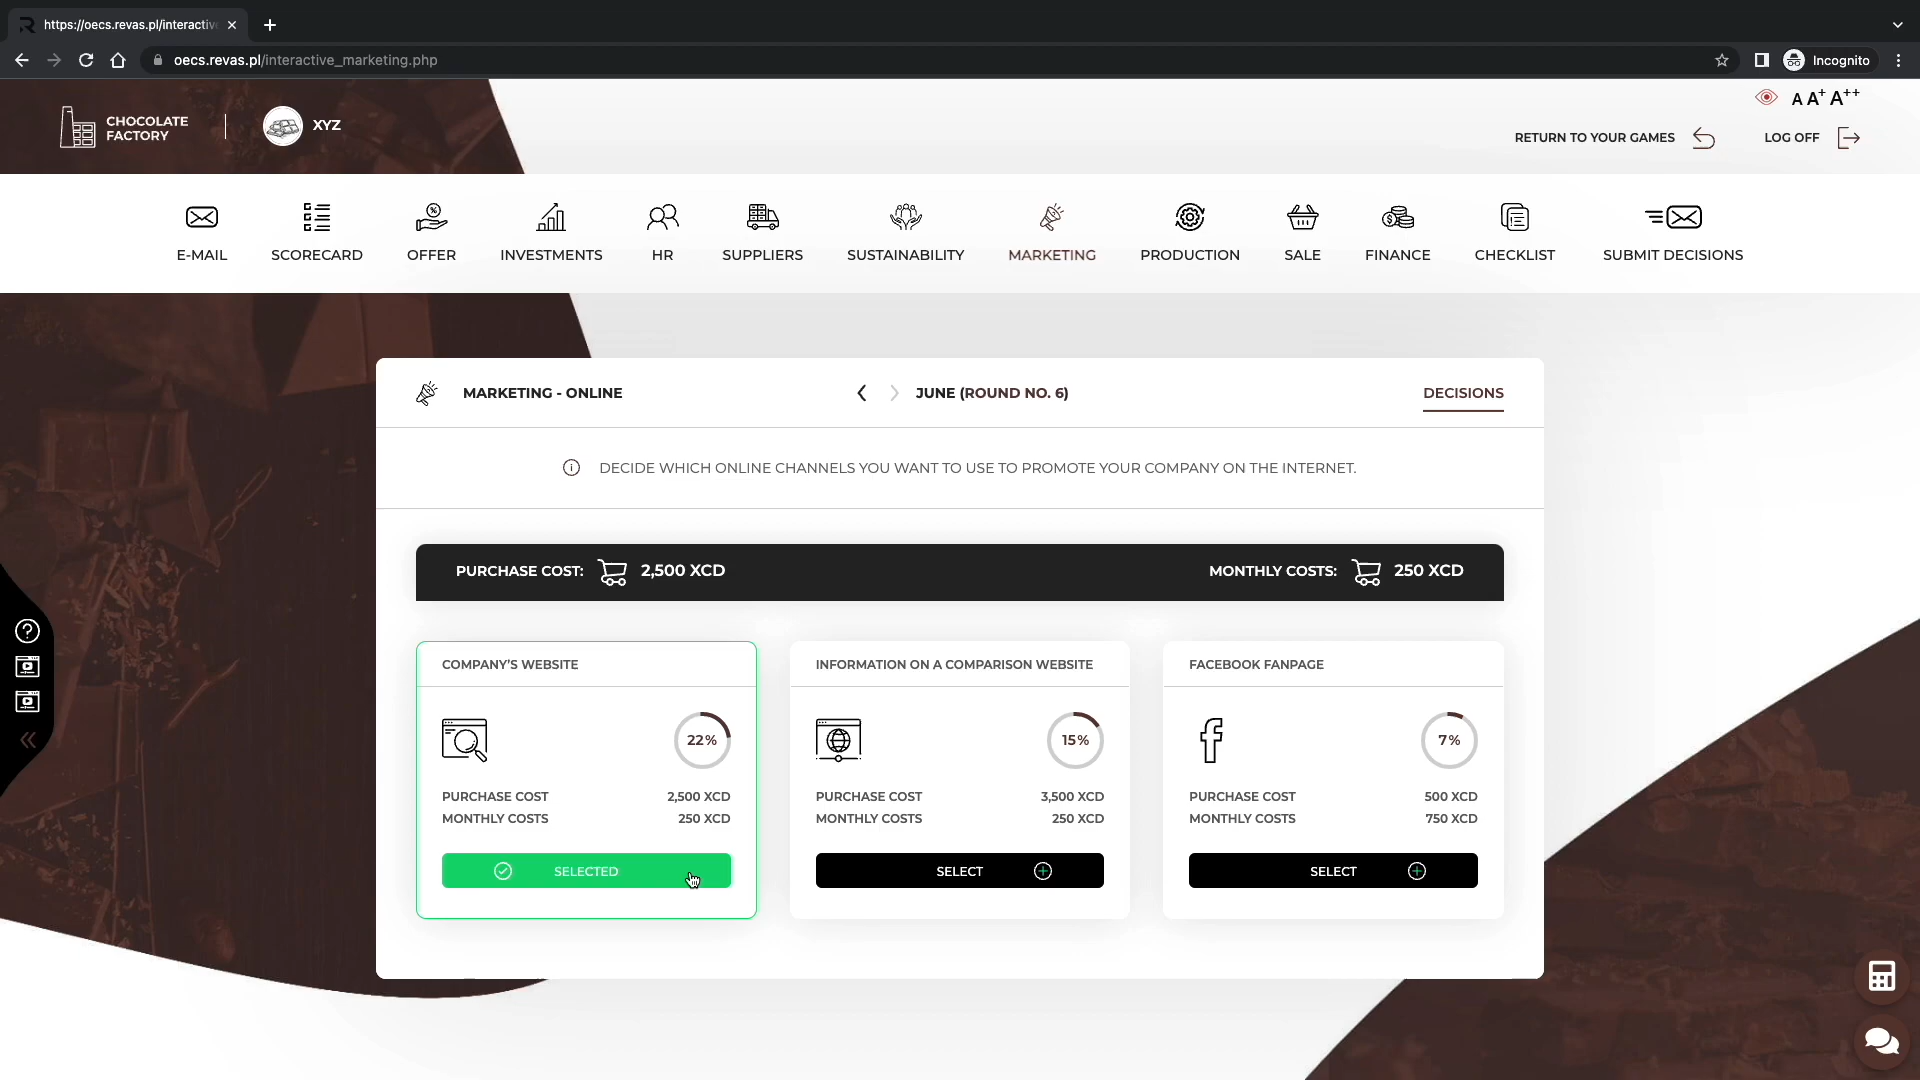 https://oecs.revas.pl/interactiv
oecs.revas.pl/interactive_marketing.php
Incognito
CHOCOLATE
FACTORY
XYZ
A A+ A++
RETURN TO YOUR GAMES
LOG OFF
E-MAIL
SCORECARD
OFFER
INVESTMENTS
HR
SUPPLIERS
SUSTAINABILITY
MARKETING
PRODUCTION
SALE
FINANCE
CHECKLIST
SUBMIT DECISIONS
MARKETING - ONLINE
JUNE (ROUND NO. 6)
DECISIONS
DECIDE WHICH ONLINE CHANNELS YOU WANT TO USE TO PROMOTE YOUR COMPANY ON THE INTERNET.
PURCHASE COST: 2,500 XCD
MONTHLY COSTS: 250 XCD
COMPANY'S WEBSITE
22%
PURCHASE COST 2,500 XCD
MONTHLY COSTS 250 XCD
SELECTED
INFORMATION ON A COMPARISON WEBSITE
15%
PURCHASE COST 3,500 XCD
MONTHLY COSTS 250 XCD
SELECT
FACEBOOK FANPAGE
7%
PURCHASE COST 500 XCD
MONTHLY COSTS 750 XCD
SELECT